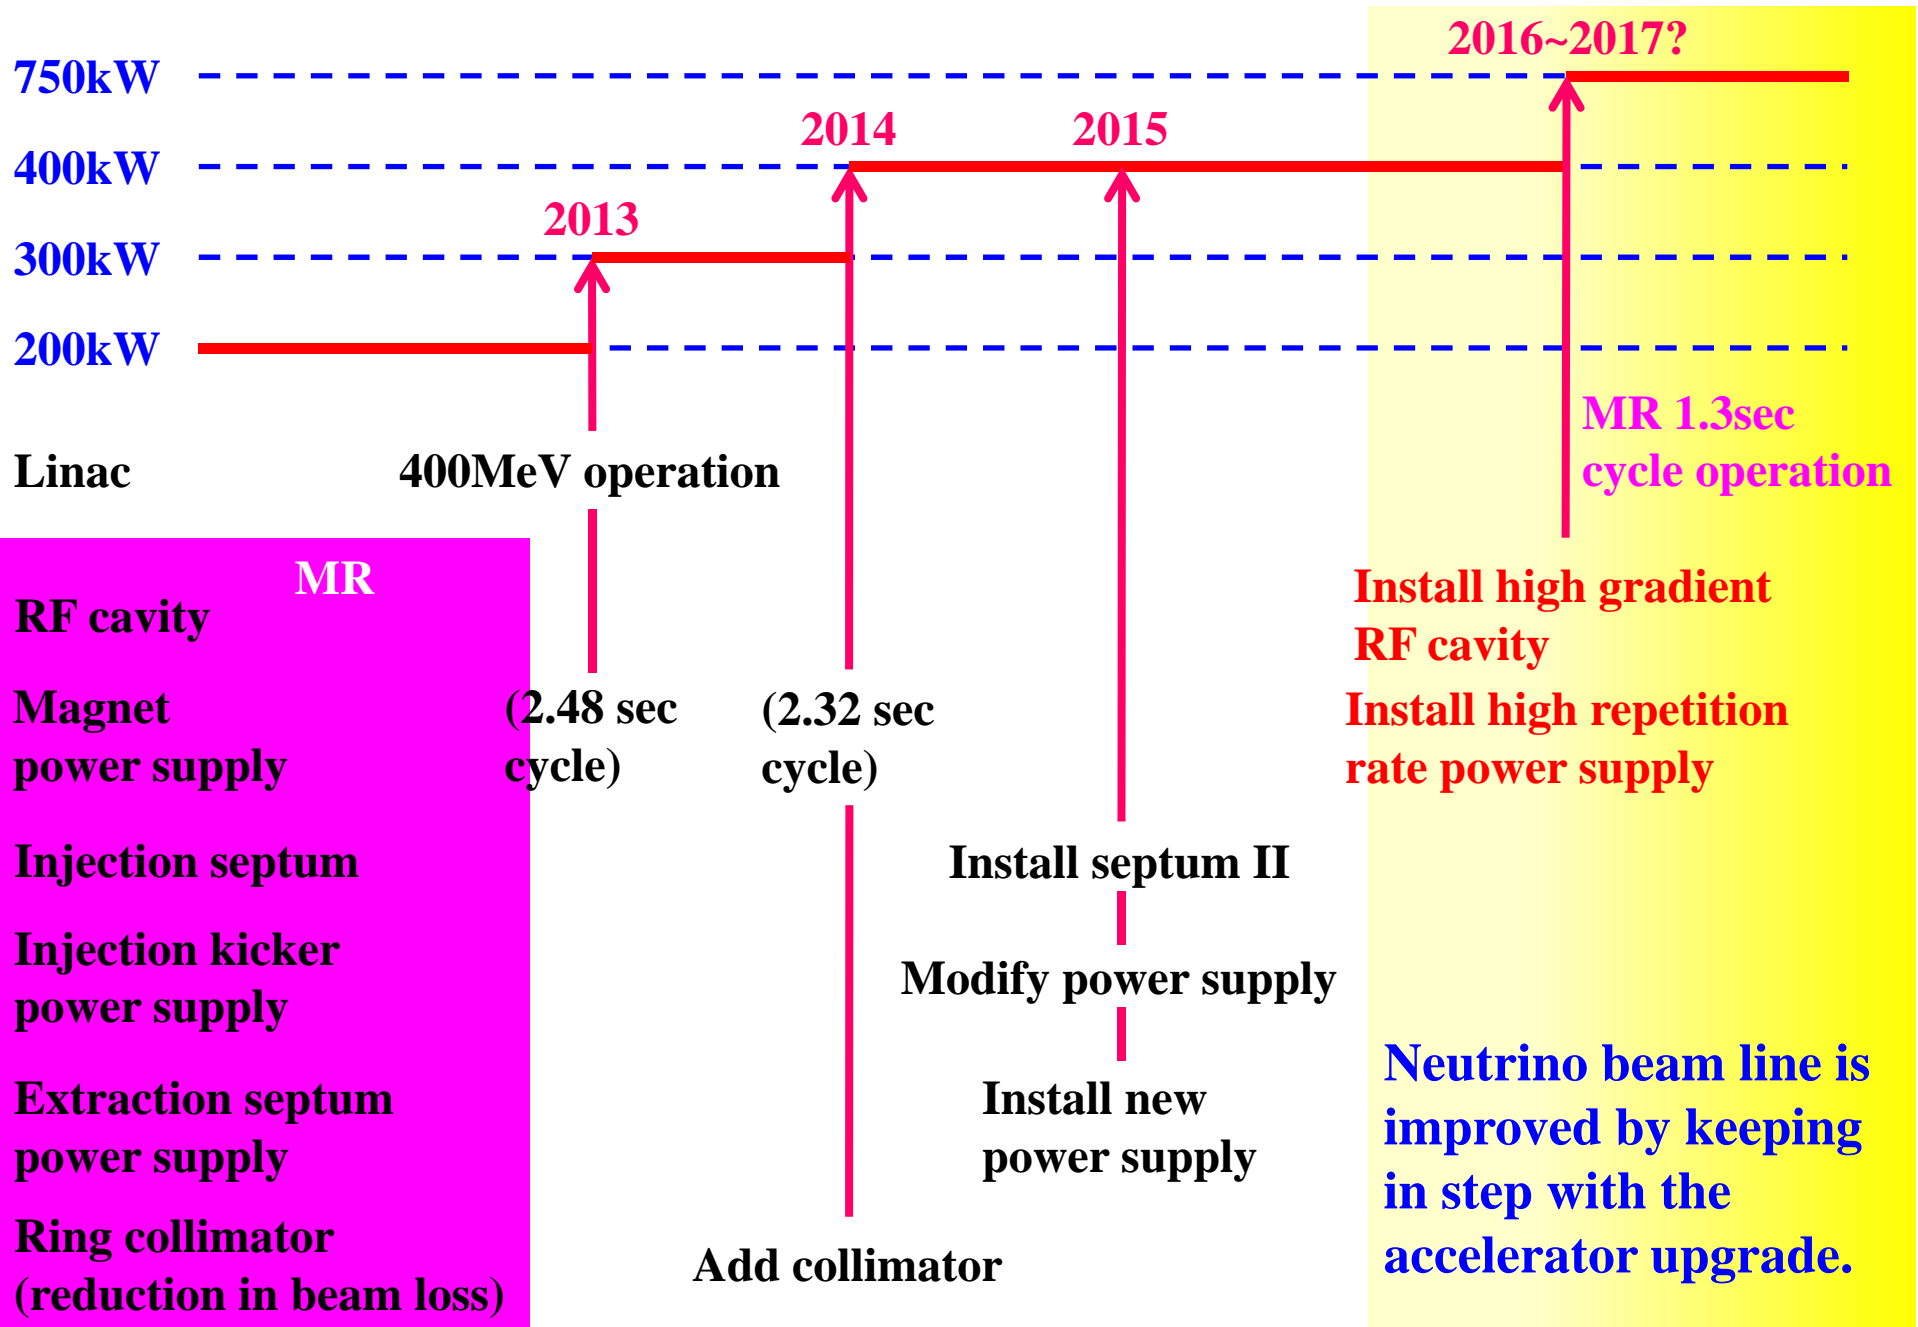 2016~2017?
750kW
2014
2015
400kW
2013
300kW
200kW
MR 1.3sec
cycle operation
Linac
400MeV operation
MR
RF cavity
Install high gradient
RF cavity
Magnet
power supply
(2.48 sec
cycle)
(2.32 sec
cycle)
Install high repetition
rate power supply
Injection septum
Install septum II
Injection kicker
power supply
Modify power supply
Extraction septum
power supply
Install new
power supply
Neutrino beam line is
improved by keeping
in step with the
accelerator upgrade.
Ring collimator
(reduction in beam loss)
Add collimator